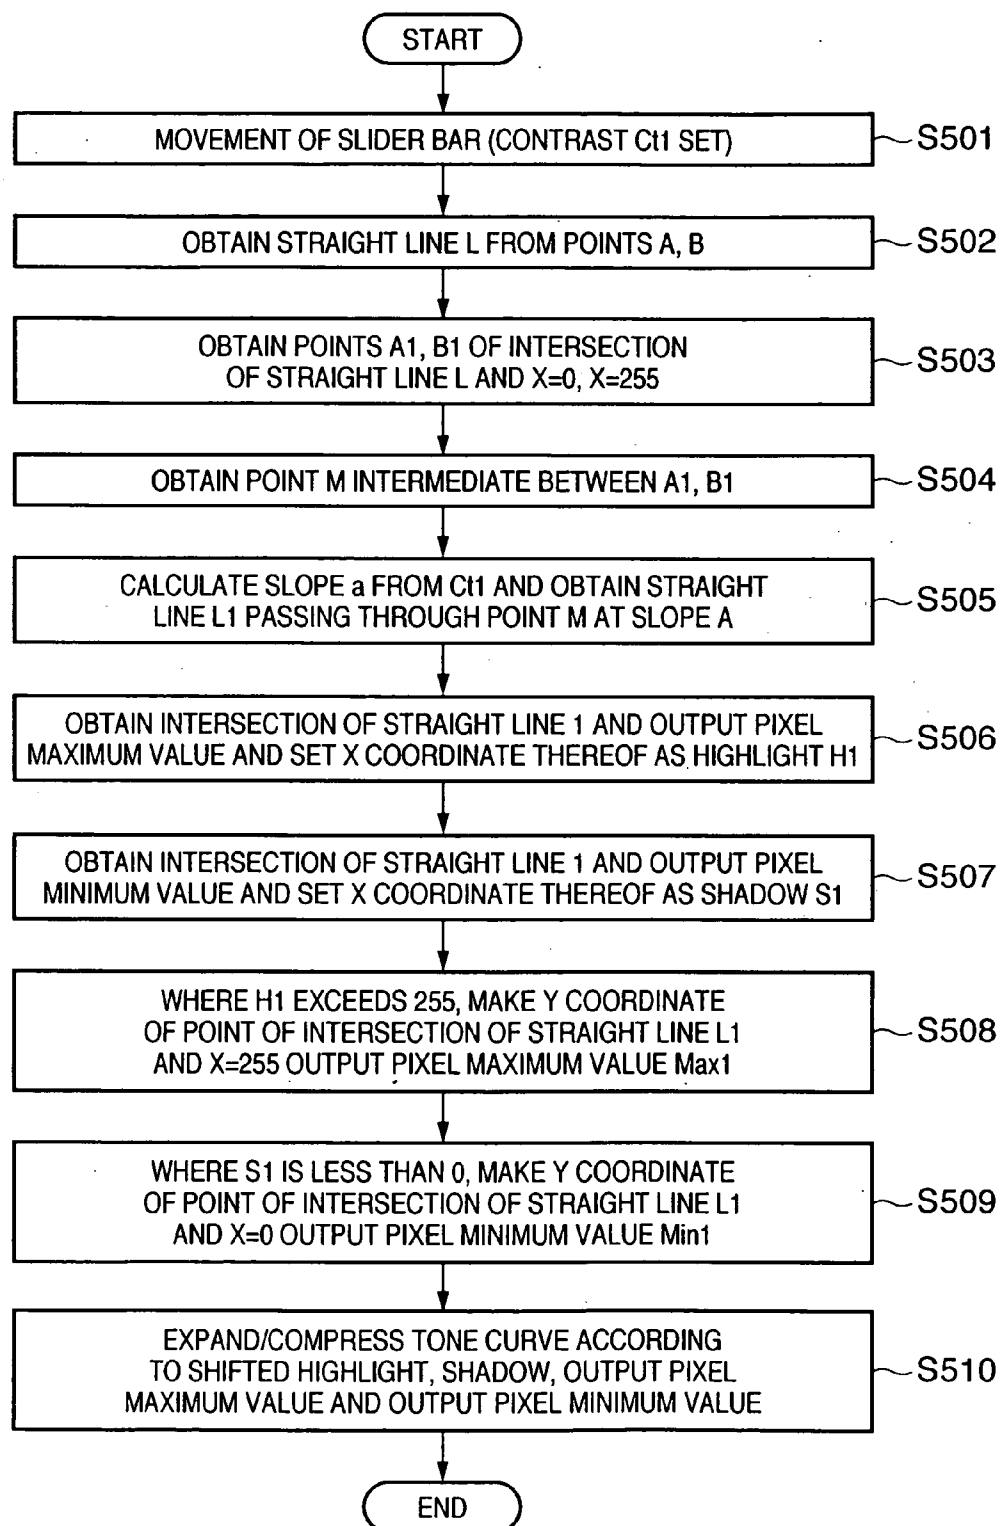 START
MOVEMENT OF SLIDER BAR (CONTRAST Ct1 SET)
S501
OBTAIN STRAIGHT LINE L FROM POINTS A, B
S502
OBTAIN POINTS A1, B1 OF INTERSECTION
OF STRAIGHT LINE L AND X=0, X=255
S503
OBTAIN POINT M INTERMEDIATE BETWEEN A1, B1
S504
CALCULATE SLOPE a FROM Ct1 AND OBTAIN STRAIGHT
LINE L1 PASSING THROUGH POINT M AT SLOPE A
S505
OBTAIN INTERSECTION OF STRAIGHT LINE 1 AND OUTPUT PIXEL
MAXIMUM VALUE AND SET X COORDINATE THEREOF AS HIGHLIGHT H1
S506
OBTAIN INTERSECTION OF STRAIGHT LINE 1 AND OUTPUT PIXEL
MINIMUM VALUE AND SET X COORDINATE THEREOF AS SHADOW S1
S507
WHERE H1 EXCEEDS 255, MAKE Y COORDINATE
OF POINT OF INTERSECTION OF STRAIGHT LINE L1
AND X=255 OUTPUT PIXEL MAXIMUM VALUE Max1
S508
WHERE S1 IS LESS THAN 0, MAKE Y COORDINATE
OF POINT OF INTERSECTION OF STRAIGHT LINE L1
AND X=0 OUTPUT PIXEL MINIMUM VALUE Min1
S509
EXPAND/COMPRESS TONE CURVE ACCORDING
TO SHIFTED HIGHLIGHT, SHADOW, OUTPUT PIXEL
MAXIMUM VALUE AND OUTPUT PIXEL MINIMUM VALUE
S510
END